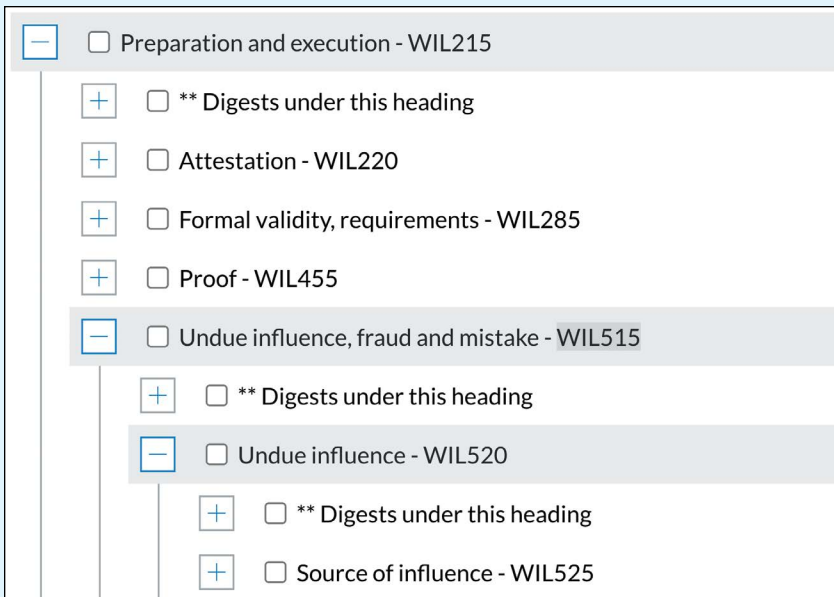 Preparation and execution - WIL215
** Digests under this heading
Attestation - WIL220
Formal validity, requirements - WIL285
Proof - WIL455
Undue influence, fraud and mistake - WIL515
** Digests under this heading
Undue influence - WIL520
** Digests under this heading
Source of influence - WIL525